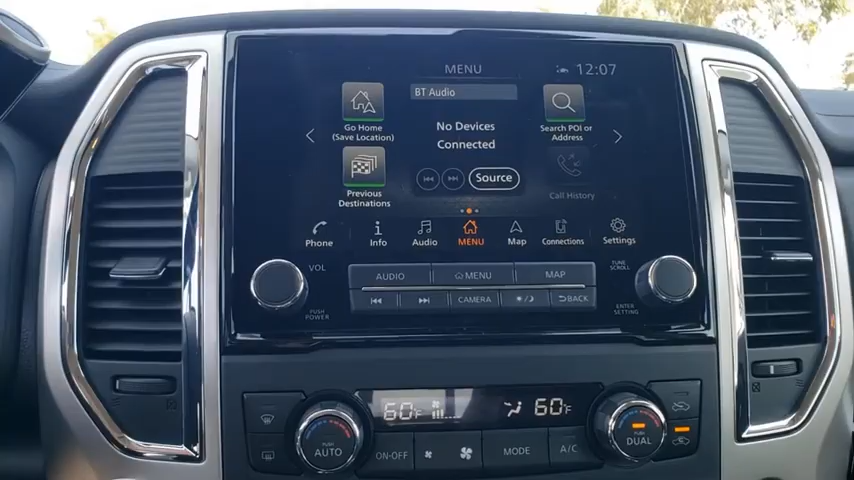 MENU
12:07
BT Audio
Go Home
(Save Location)
No Devices
Connected
Search POI or
Address
Previous
Destinations
Source
Call History
Phone
Info
Audio
MENU
Map
Connections
Settings
VOL
AUDIO
MENU
MAP
TUNE
SCROLL
PUSH
POWER
CAMERA
BACK
ENTER
SETTING
60°F
60°F
PUSH
AUTO
ON·OFF
MODE
A/C
PUSH
DUAL